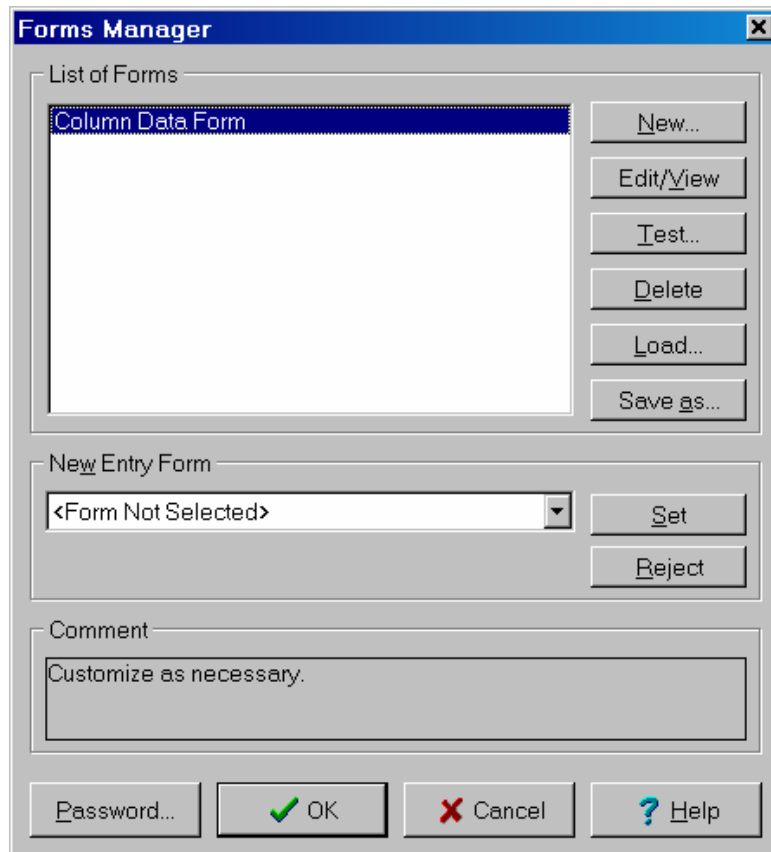 Forms Manager
List of Forms
Column Data Form
New...
Edit/View
Test...
Delete
Load...
Save as...
New Entry Form
<Form Not Selected>
Set
Reject
Comment
Customize as necessary.
Password...
OK
Cancel
? Help